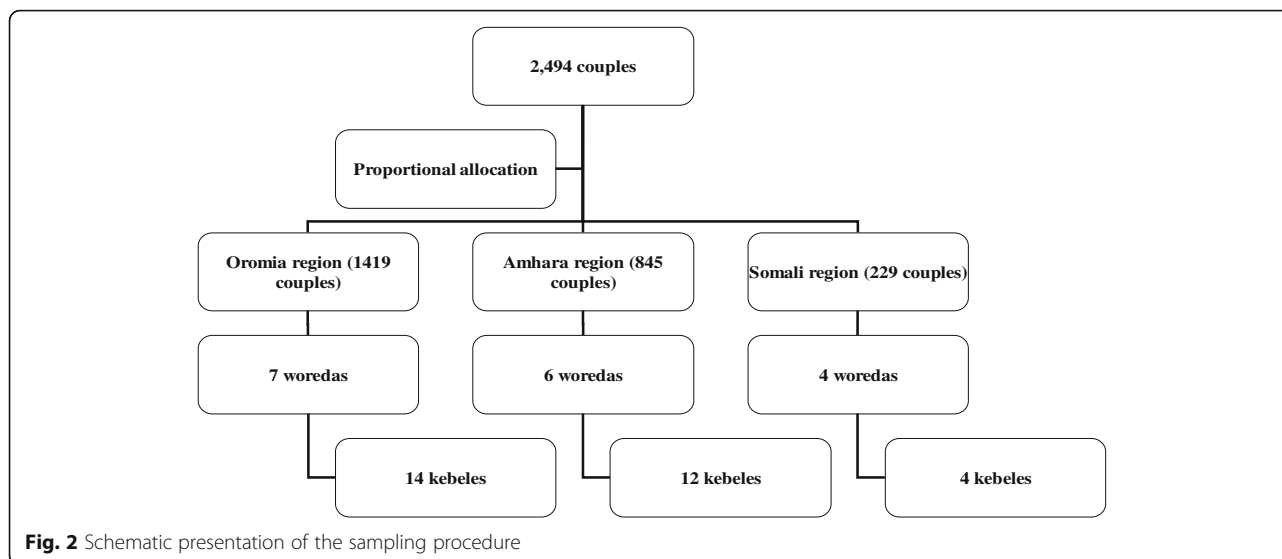 2,494 couples
Proportional allocation
Oromia region (1419
couples)
Amhara region (845
couples)
Somali region (229 couples)
7 woredas
6 woredas
4 woredas
14 kebeles
12 kebeles
4 kebeles
Fig. 2 Schematic presentation of the sampling procedure